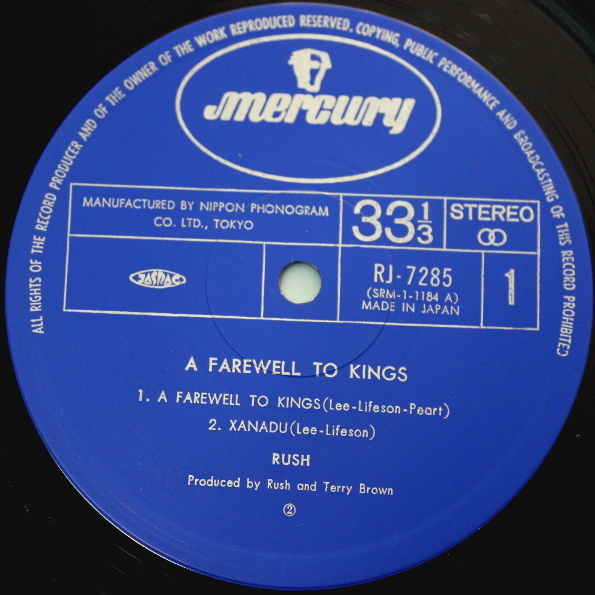 ALL RIGHTS OF THE RECORD PRODUCER AND OF THE OWNER OF THE WORK REPRODUCED RESERVED. COPYING, PUBLIC PERFORMANCE AND BROADCASTING OF THIS RECORD PROHIBITED
mercury
MANUFACTURED BY NIPPON PHONOGRAM
CO. LTD., TOKYO
33 1/3
STEREO
JASRAC
RJ-7285
(SRM-1-1184 A)
MADE IN JAPAN
1
A FAREWELL TO KINGS
1. A FAREWELL TO KINGS(Lee-Lifeson-Peart)
2. XANADU(Lee-Lifeson)
RUSH
Produced by Rush and Terry Brown
②